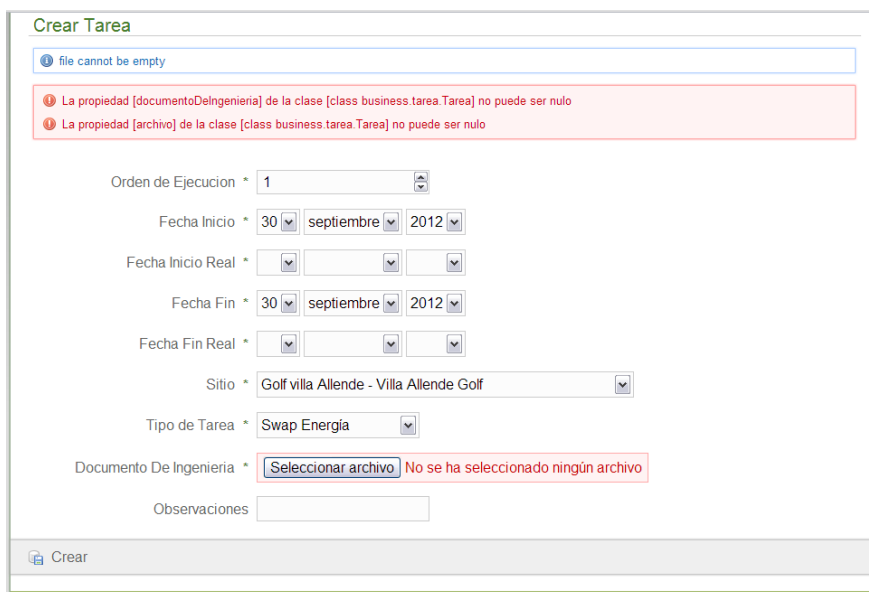 Crear Tarea
file cannot be empty
La propiedad [documentoDeIngenieria] de la clase [class business.tarea.Tarea] no puede ser nulo
La propiedad [archivo] de la clase [class business.tarea.Tarea] no puede ser nulo
Orden de Ejecucion * 1
Fecha Inicio * 30 septiembre 2012
Fecha Inicio Real *
Fecha Fin * 30 septiembre 2012
Fecha Fin Real *
Sitio * Golf villa Allende - Villa Allende Golf
Tipo de Tarea * Swap Energía
Documento De Ingenieria * Seleccionar archivo No se ha seleccionado ningún archivo
Observaciones
Crear